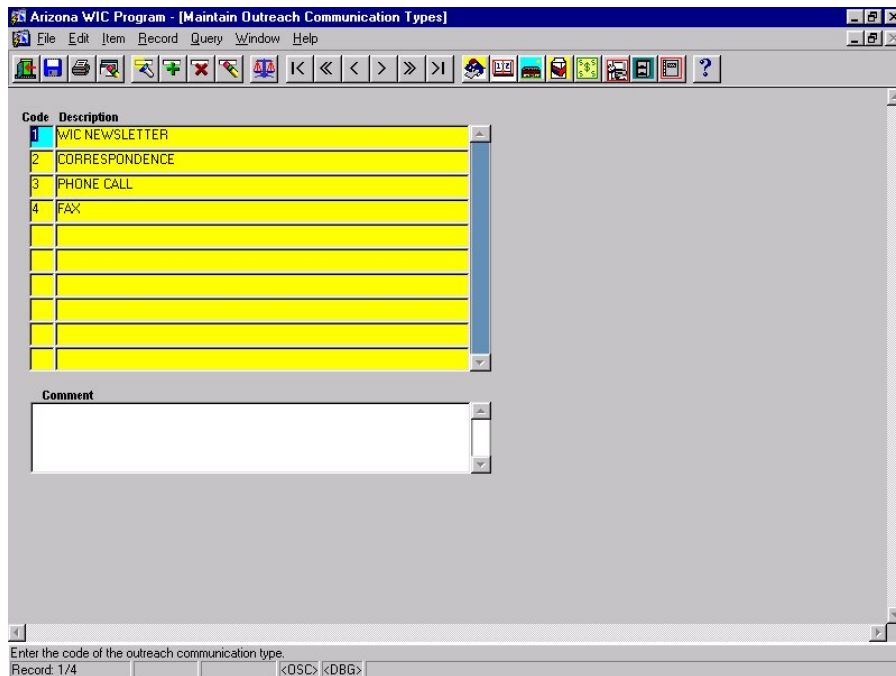 Arizona WIC Program - [Maintain Outreach Communication Types]
File Edit Item Record Query Window Help
Code Description
1 WIC NEWSLETTER
2 CORRESPONDENCE
3 PHONE CALL
4 FAX
Comment
Enter the code of the outreach communication type.
Record: 1/4 <OSC> <DBG>